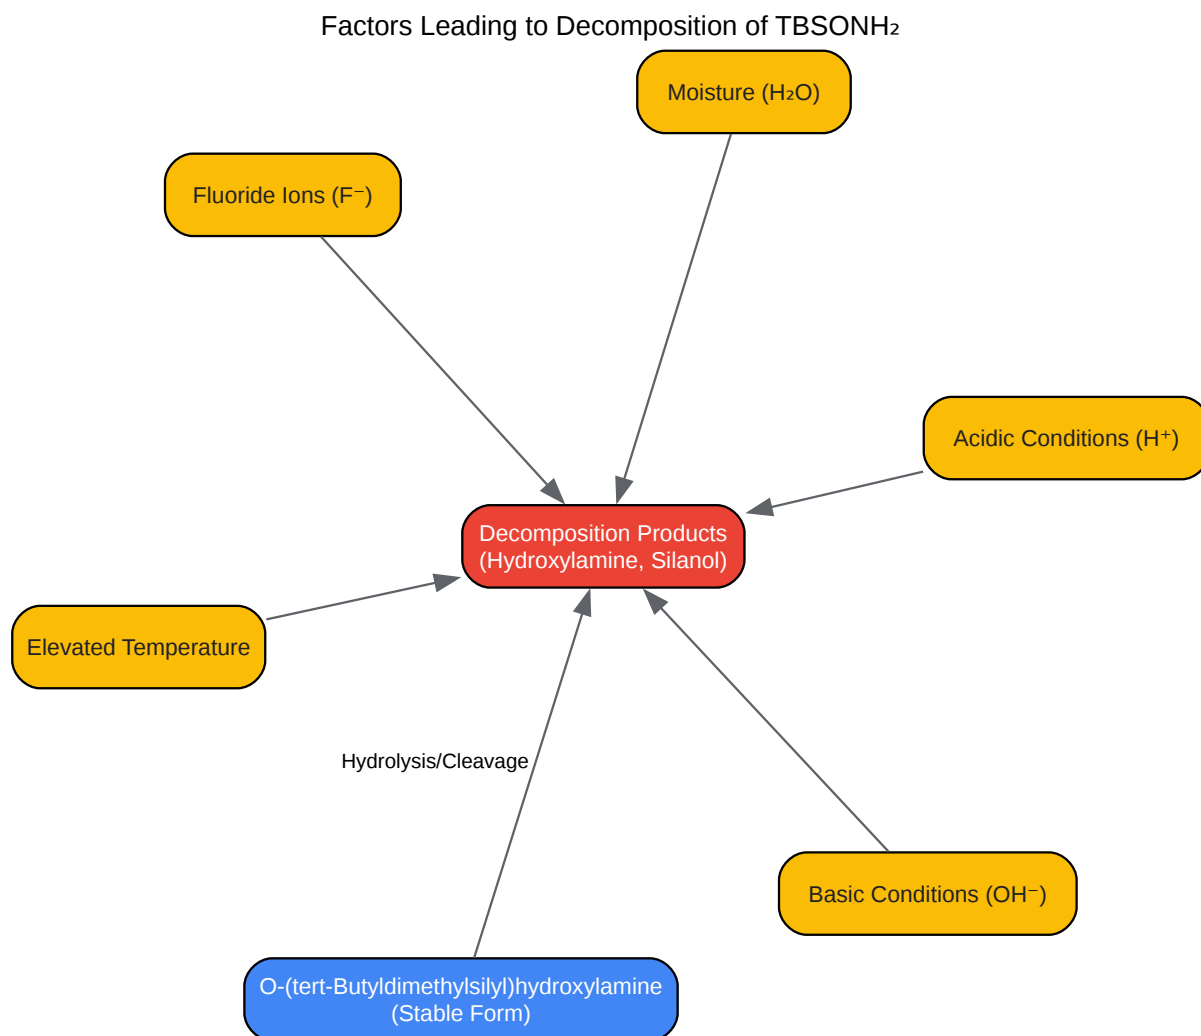 Factors Leading to Decomposition of TBSONH₂
Moisture (H₂O)
Fluoride Ions (F⁻)
Acidic Conditions (H⁺)
Decomposition Products
(Hydroxylamine, Silanol)
Elevated Temperature
Hydrolysis/Cleavage
Basic Conditions (OH⁻)
O-(tert-Butyldimethylsilyl)hydroxylamine
(Stable Form)